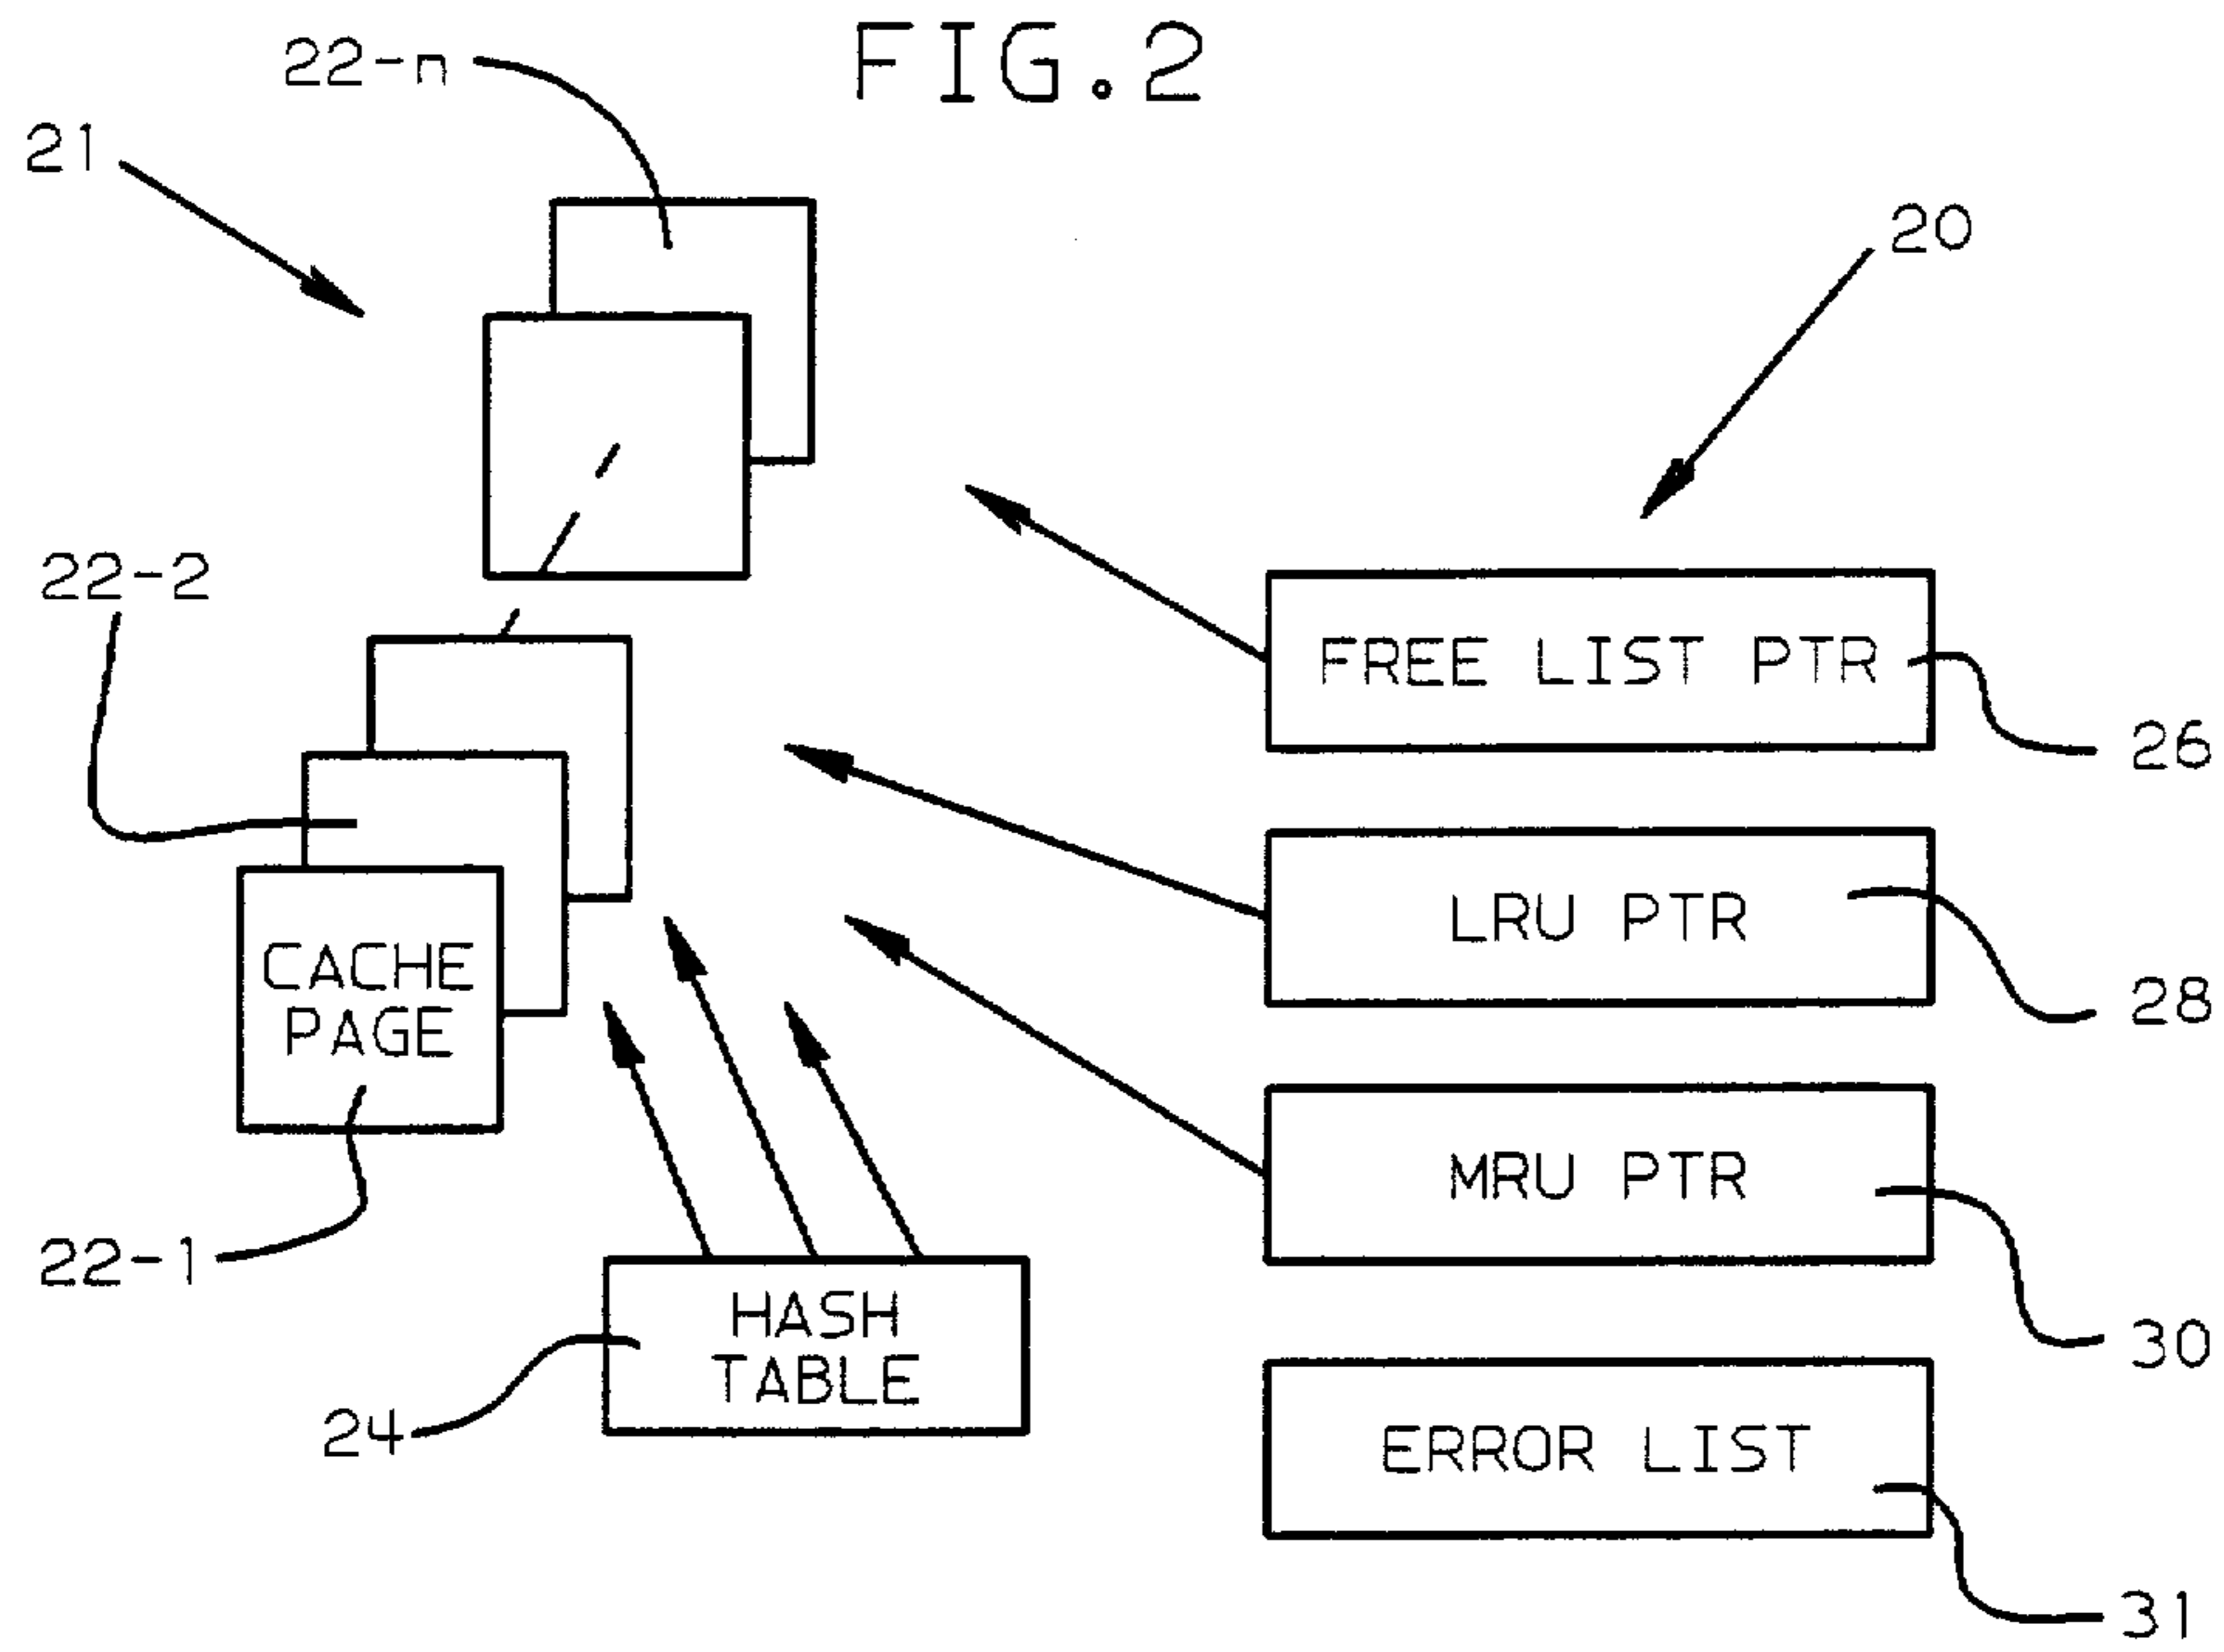 FIG.2
22-n
21
20
22-2
FREE LIST PTR
26
LRU PTR
28
CACHE
PAGE
MRU PTR
22-1
30
HASH
TABLE
24
ERROR LIST
31